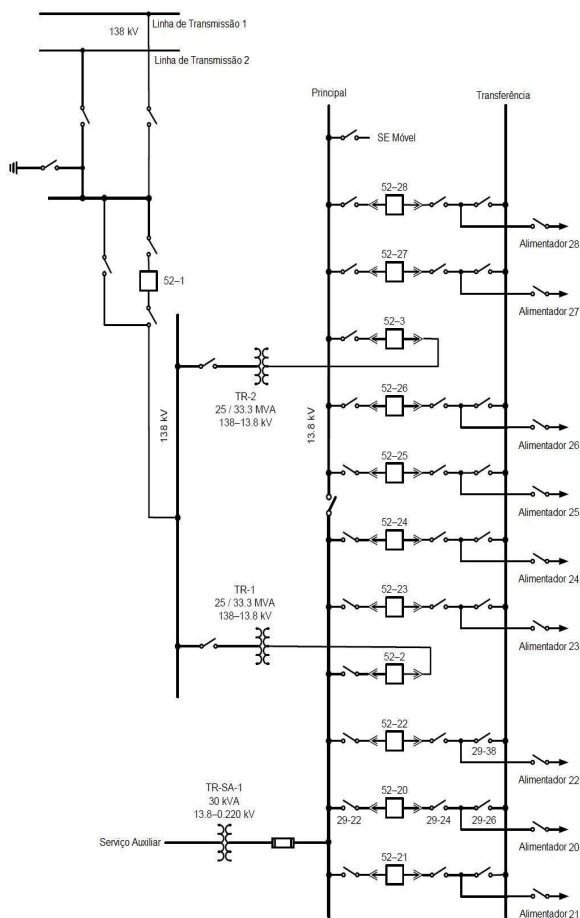 Linha de Transmissão 1
138 kV
Linha de Transmissão 2
Principal
Transferência
SE Móvel
52–28
Alimentador 28
52–27
Alimentador 27
52–1
52–3
TR-2
25 / 33.3 MVA
138–13.8 kV
138 kV
13.8 kV
52–26
Alimentador 26
52–25
Alimentador 25
52–24
Alimentador 24
TR-1
25 / 33.3 MVA
138–13.8 kV
52–23
Alimentador 23
52–2
52–22
29-38
Alimentador 22
TR-SA-1
30 kVA
13.8–0.220 kV
Serviço Auxiliar
52–20
29-22
29-24
29-26
Alimentador 20
52–21
Alimentador 21